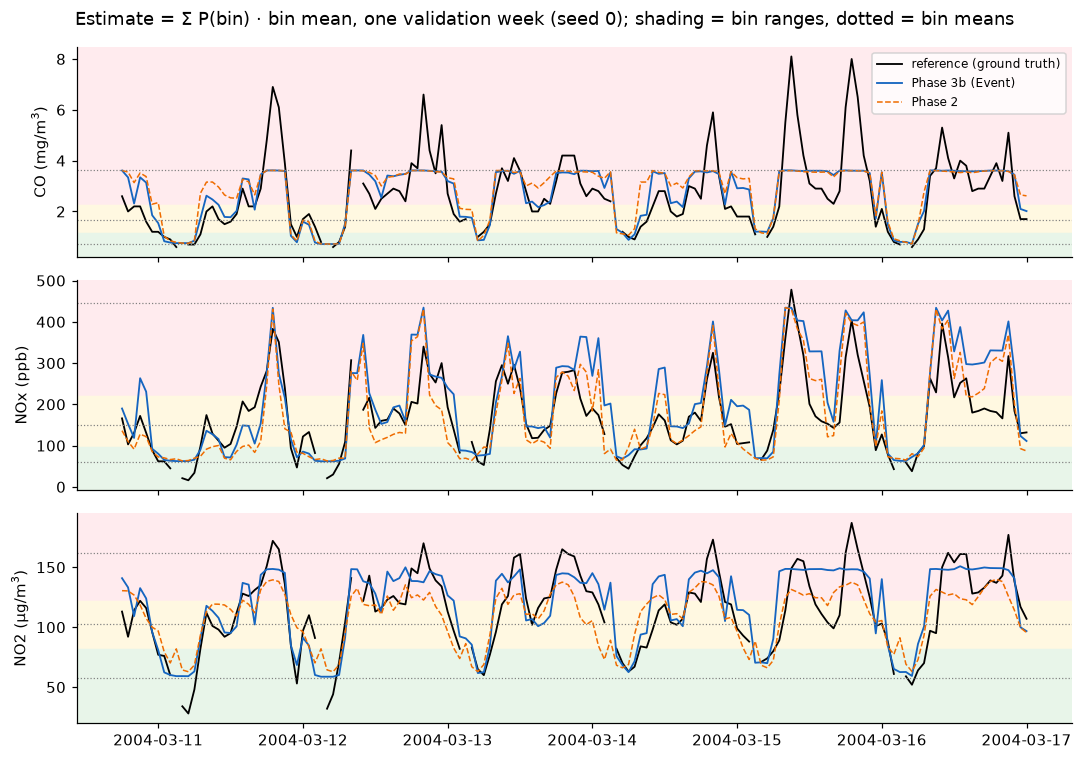 Estimate = Σ P(bin) · bin mean, one validation week (seed 0); shading = bin ranges, dotted = bin means
CO (mg/m³)
8
6
4
2
reference (ground truth)
Phase 3b (Event)
Phase 2
NOx (ppb)
500
400
300
200
100
0
NO2 (µg/m³)
150
100
50
2004-03-11
2004-03-12
2004-03-13
2004-03-14
2004-03-15
2004-03-16
2004-03-17